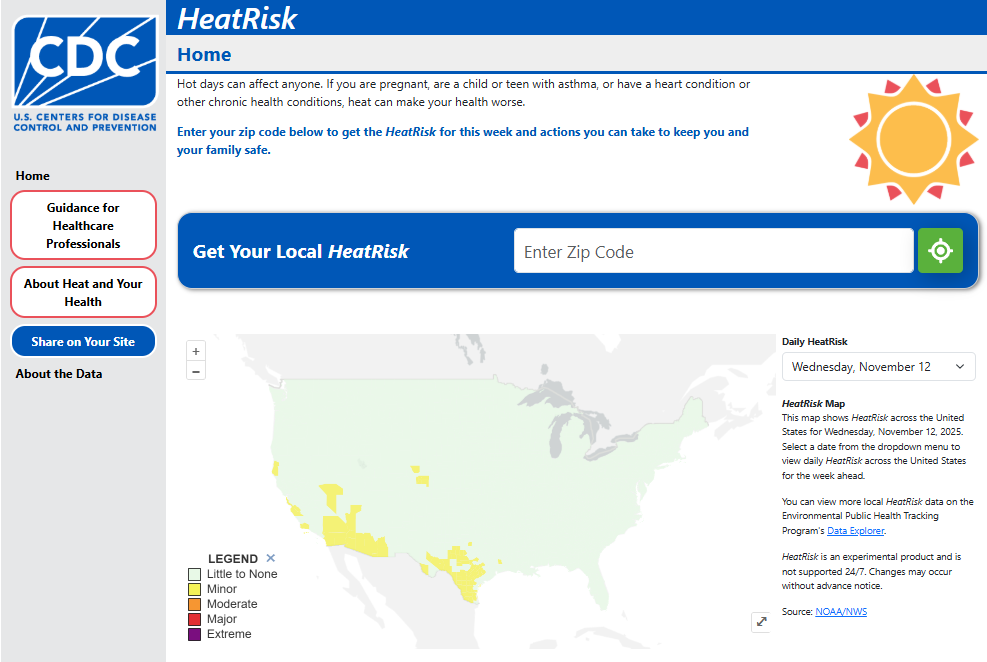 HeatRisk
CDC
U.S. CENTERS FOR DISEASE
CONTROL AND PREVENTION
Home
Guidance for
Healthcare
Professionals
About Heat and Your
Health
Share on Your Site
About the Data
Home
Hot days can affect anyone. If you are pregnant, are a child or teen with asthma, or have a heart condition or
other chronic health conditions, heat can make your health worse.
Enter your zip code below to get the HeatRisk for this week and actions you can take to keep you and
your family safe.
Get Your Local HeatRisk
Enter Zip Code
+
−
LEGEND ✕
Little to None
Minor
Moderate
Major
Extreme
Daily HeatRisk
Wednesday, November 12
HeatRisk Map
This map shows HeatRisk across the United
States for Wednesday, November 12, 2025.
Select a date from the dropdown menu to
view daily HeatRisk across the United States
for the week ahead.
You can view more local HeatRisk data on the
Environmental Public Health Tracking
Program's Data Explorer.
HeatRisk is an experimental product and is
not supported 24/7. Changes may occur
without advance notice.
Source: NOAA/NWS